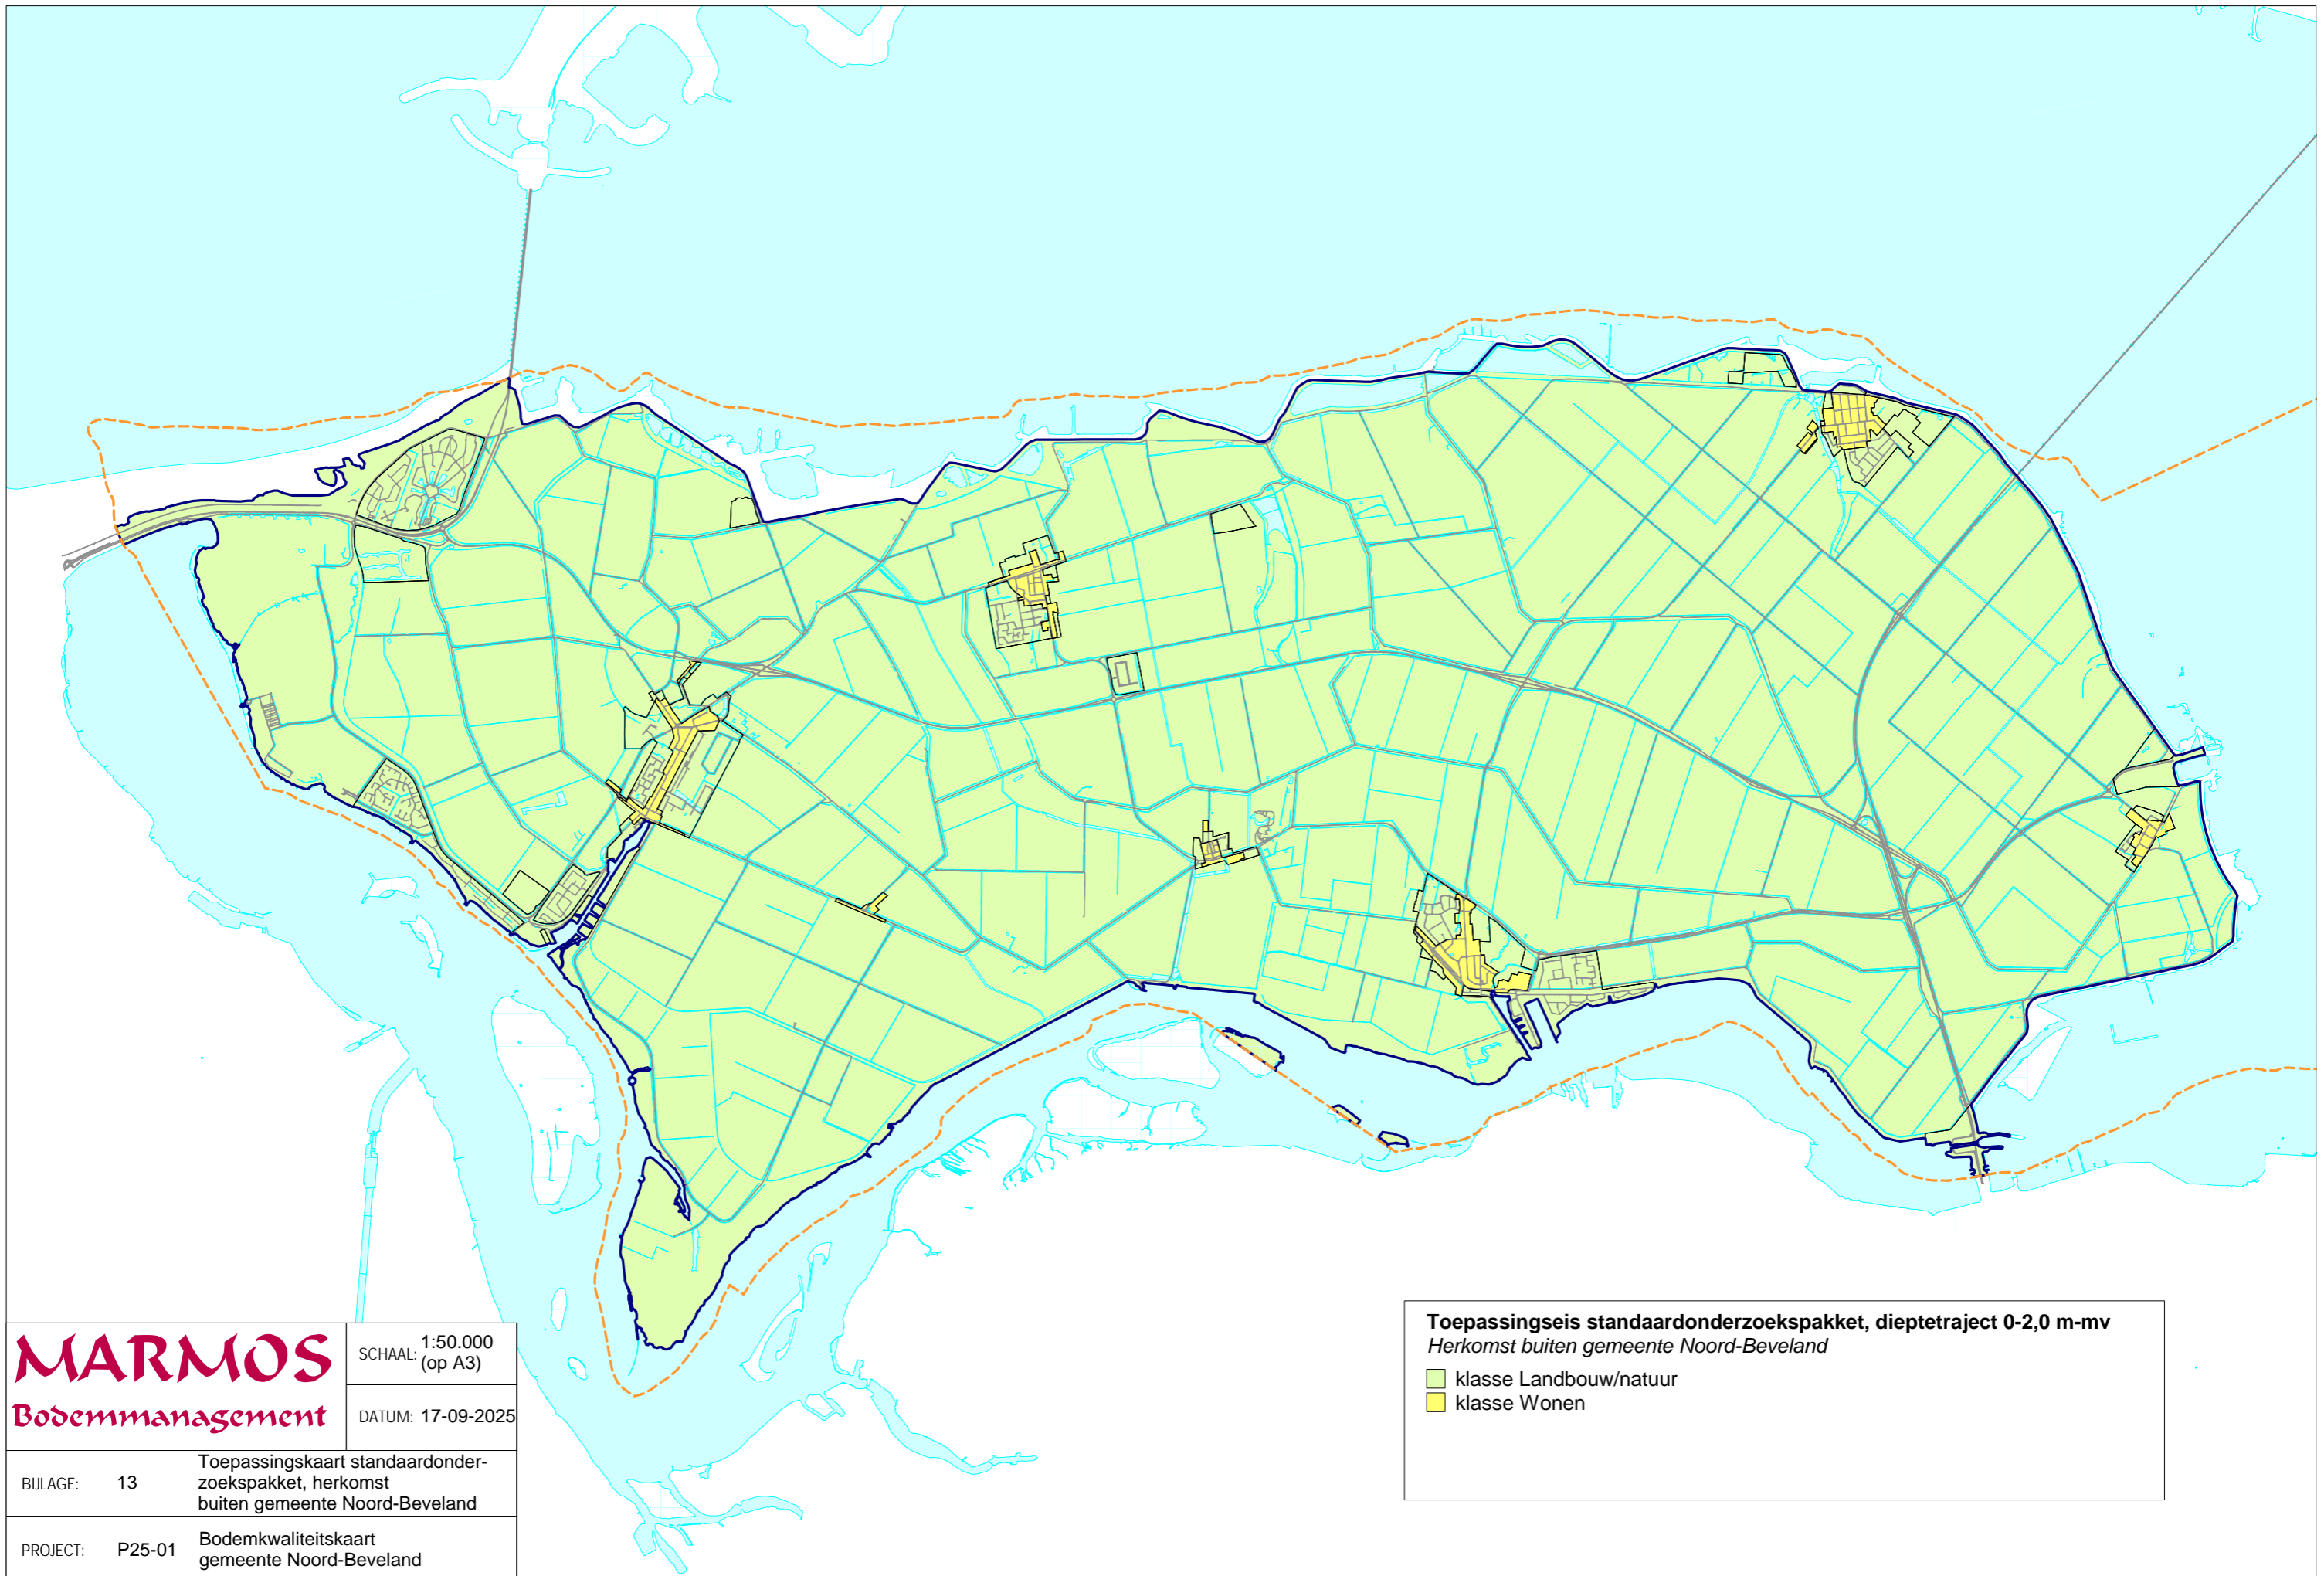 Toepassingseis standaardonderzoekspakket, dieptetraject 0-2,0 m-mv
Herkomst buiten gemeente Noord-Beveland
klasse Landbouw/natuur
klasse Wonen
MARMOS
Bodemmanagement
SCHAAL: 1:50.000
(op A3)
DATUM: 17-09-2025
BIJLAGE: 13
Toepassingskaart standaardonder-
zoekspakket, herkomst
buiten gemeente Noord-Beveland
PROJECT: P25-01
Bodemkwaliteitskaart
gemeente Noord-Beveland